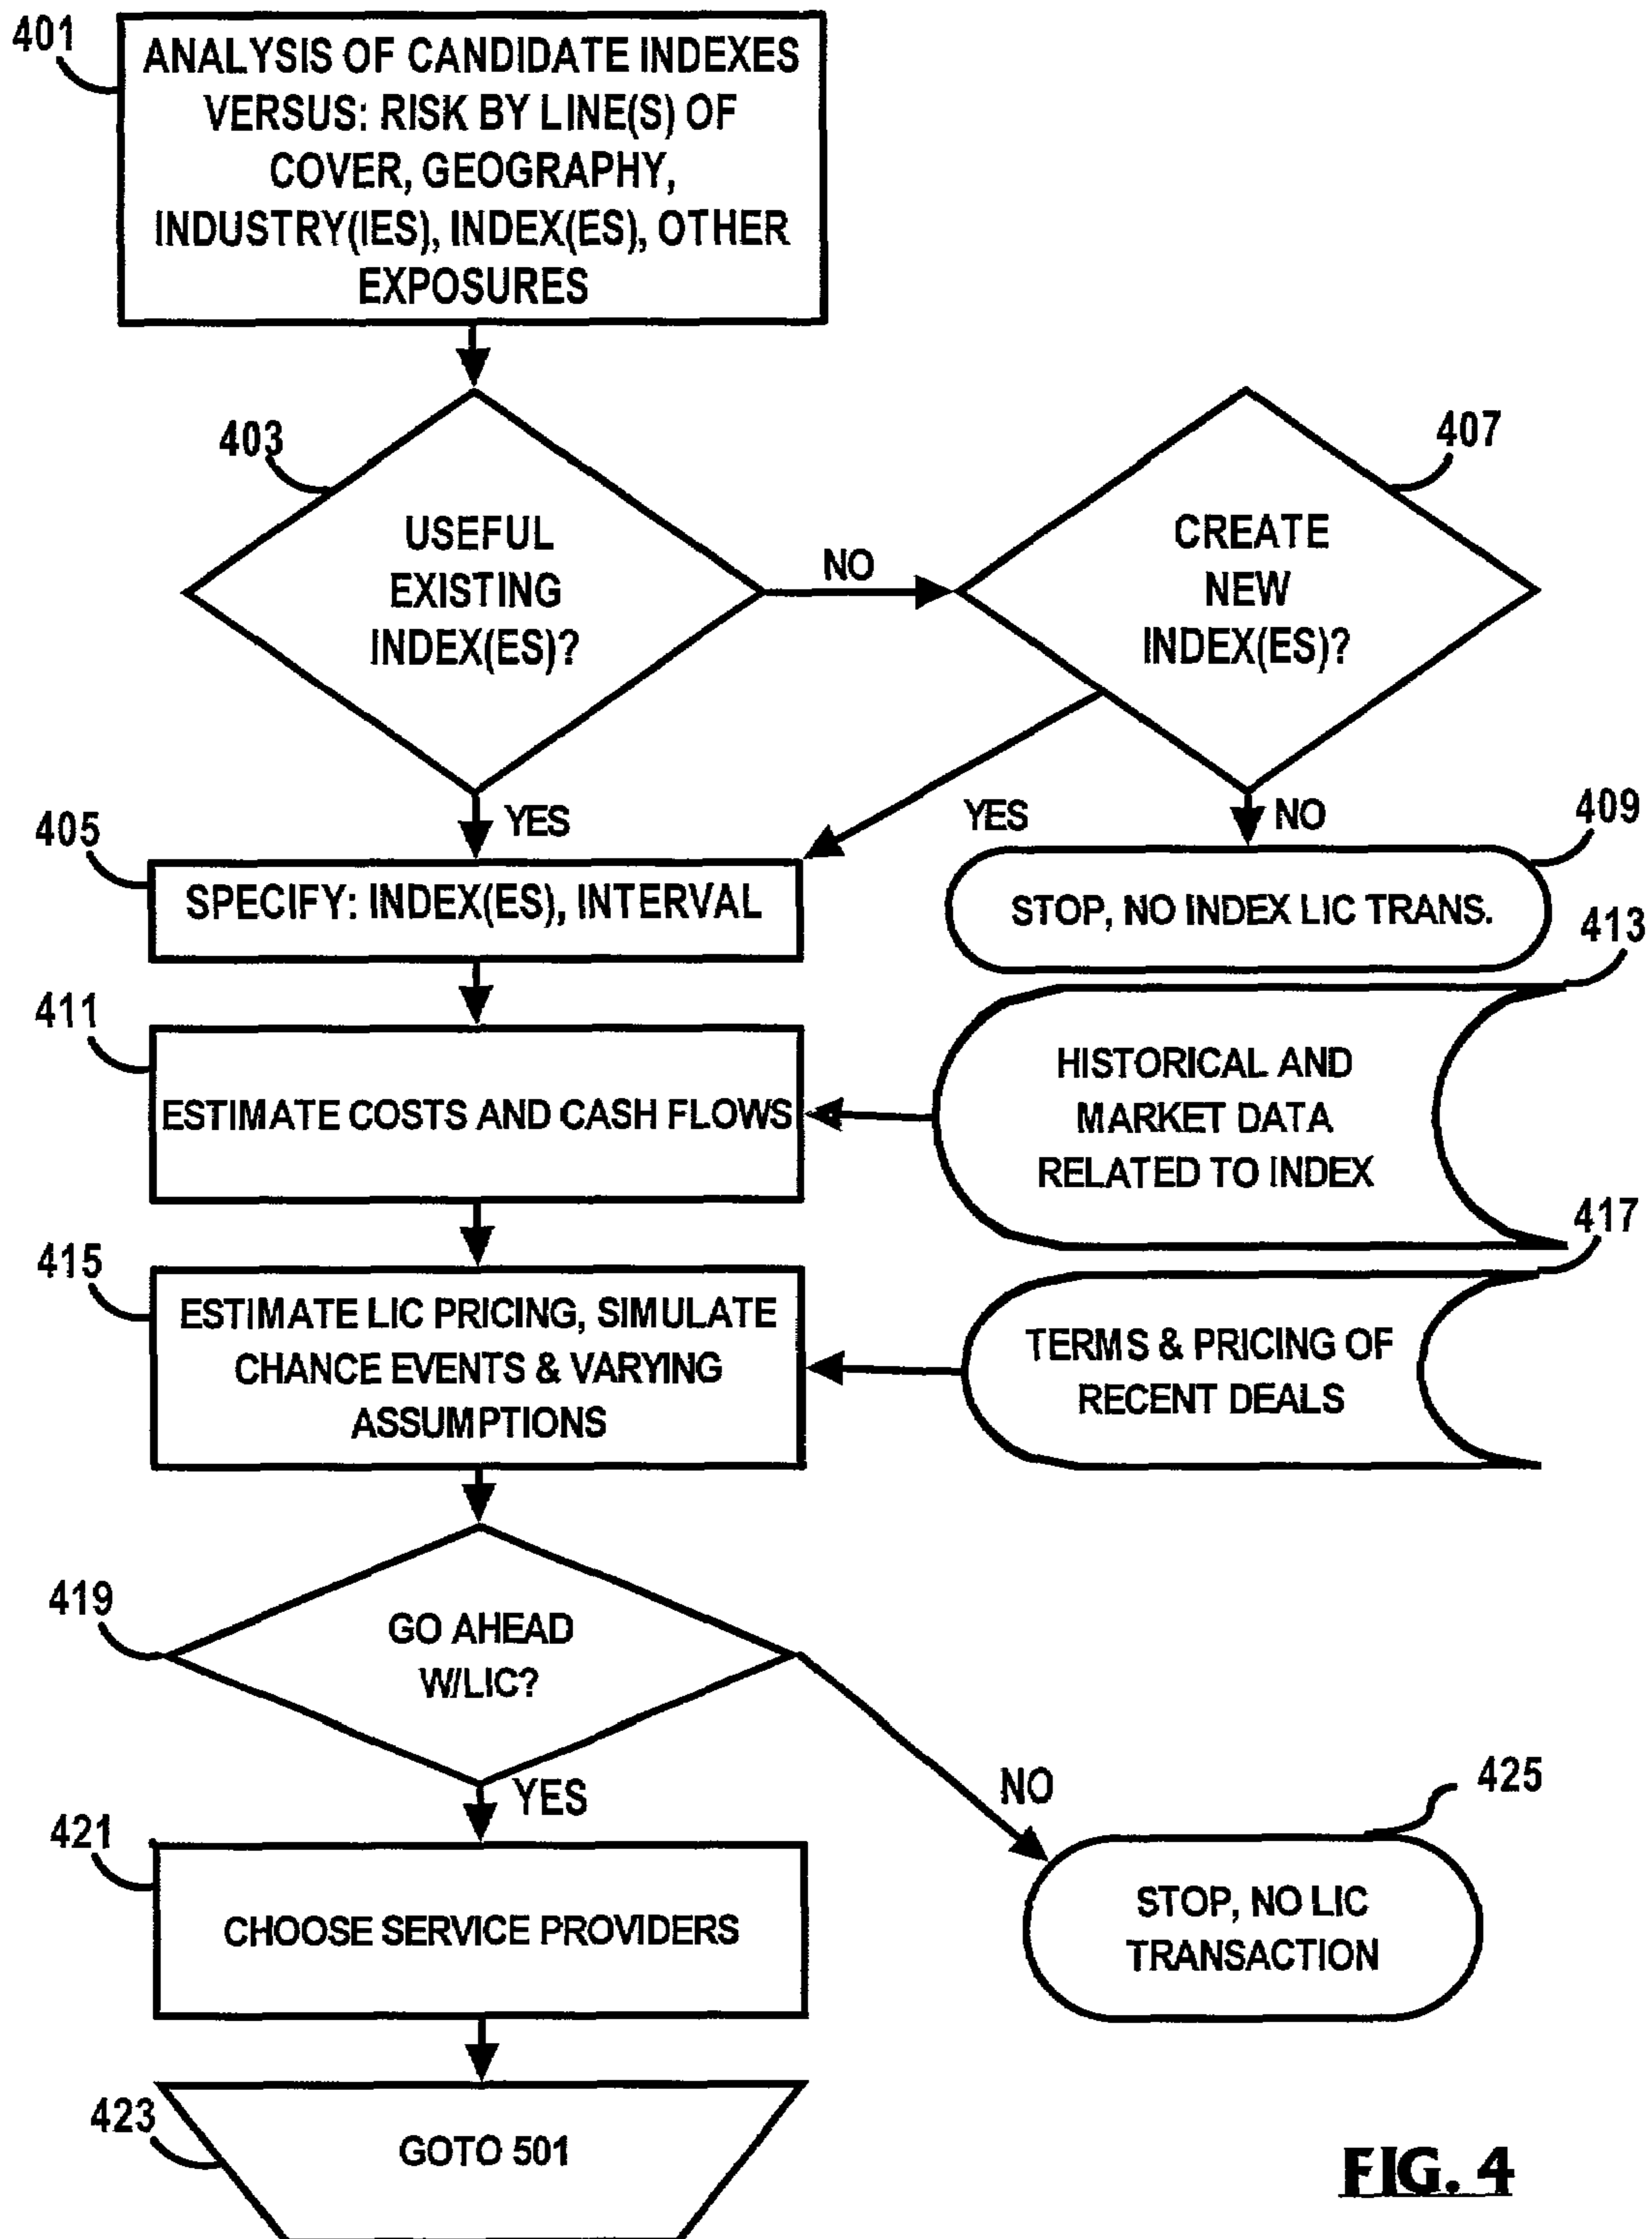 401
ANALYSIS OF CANDIDATE INDEXES
VERSUS: RISK BY LINE(S) OF
COVER, GEOGRAPHY,
INDUSTRY(IES), INDEX(ES), OTHER
EXPOSURES
403
USEFUL
EXISTING
INDEX(ES)?
NO
407
CREATE
NEW
INDEX(ES)?
YES
YES
NO
405
SPECIFY: INDEX(ES), INTERVAL
409
STOP, NO INDEX LIC TRANS.
411
ESTIMATE COSTS AND CASH FLOWS
413
HISTORICAL AND
MARKET DATA
RELATED TO INDEX
415
ESTIMATE LIC PRICING, SIMULATE
CHANCE EVENTS & VARYING
ASSUMPTIONS
417
TERMS & PRICING OF
RECENT DEALS
419
GO AHEAD
W/LIC?
YES
NO
421
CHOOSE SERVICE PROVIDERS
425
STOP, NO LIC
TRANSACTION
423
GOTO 501
FIG. 4